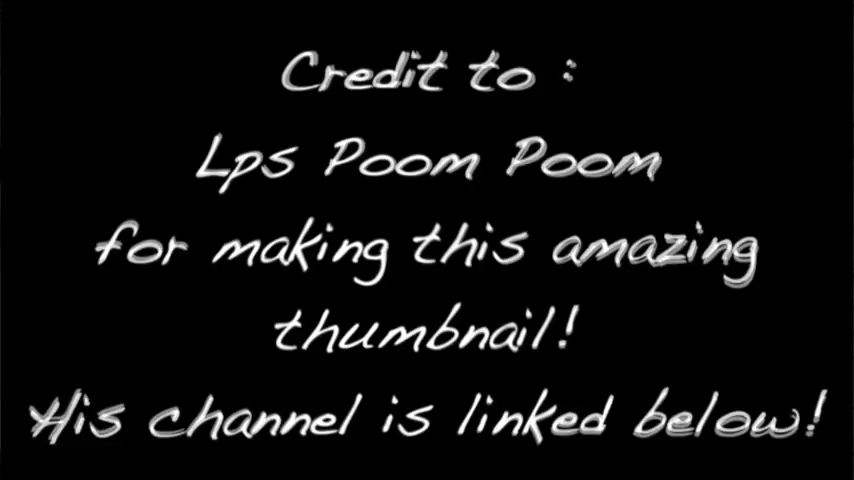 Credit to :
Lps Poom Poom
for making this amazing
thumbnail!
His channel is linked below!